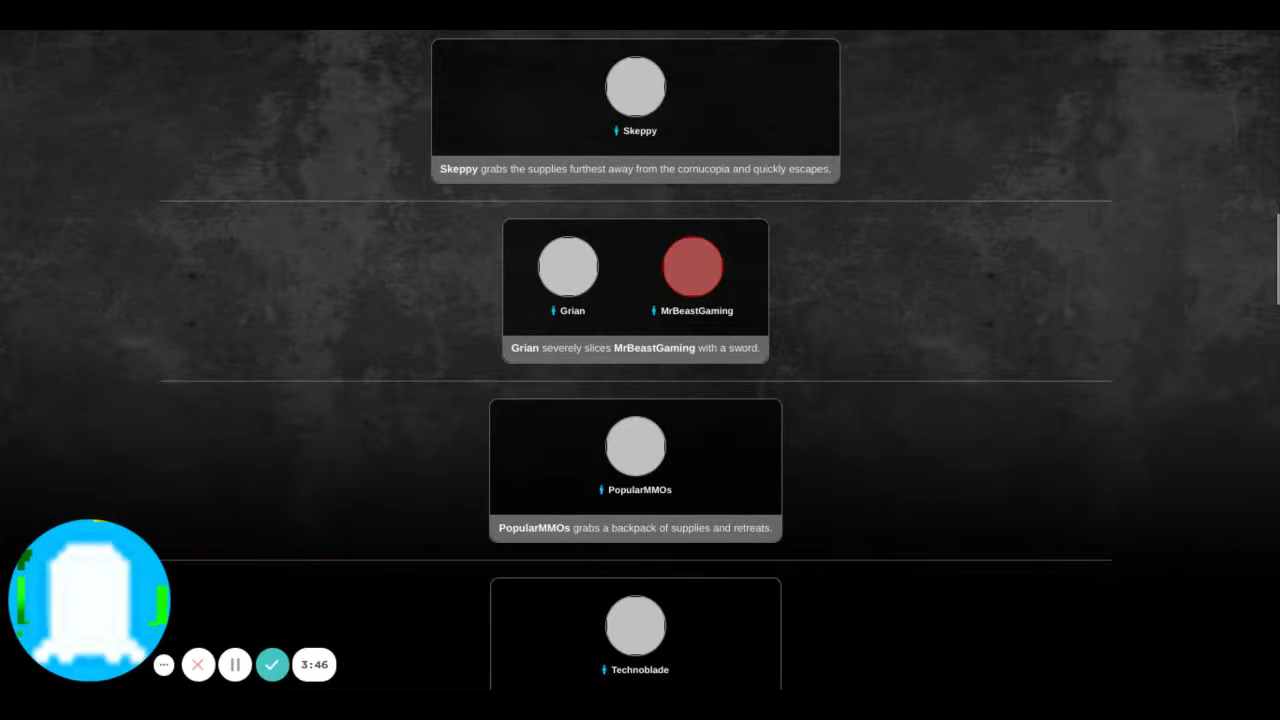 Skeppy
Skeppy grabs the supplies furthest away from the cornucopia and quickly escapes.
Grian
MrBeastGaming
Grian severely slices MrBeastGaming with a sword.
PopularMMOs
PopularMMOs grabs a backpack of supplies and retreats.
Technoblade
3:46